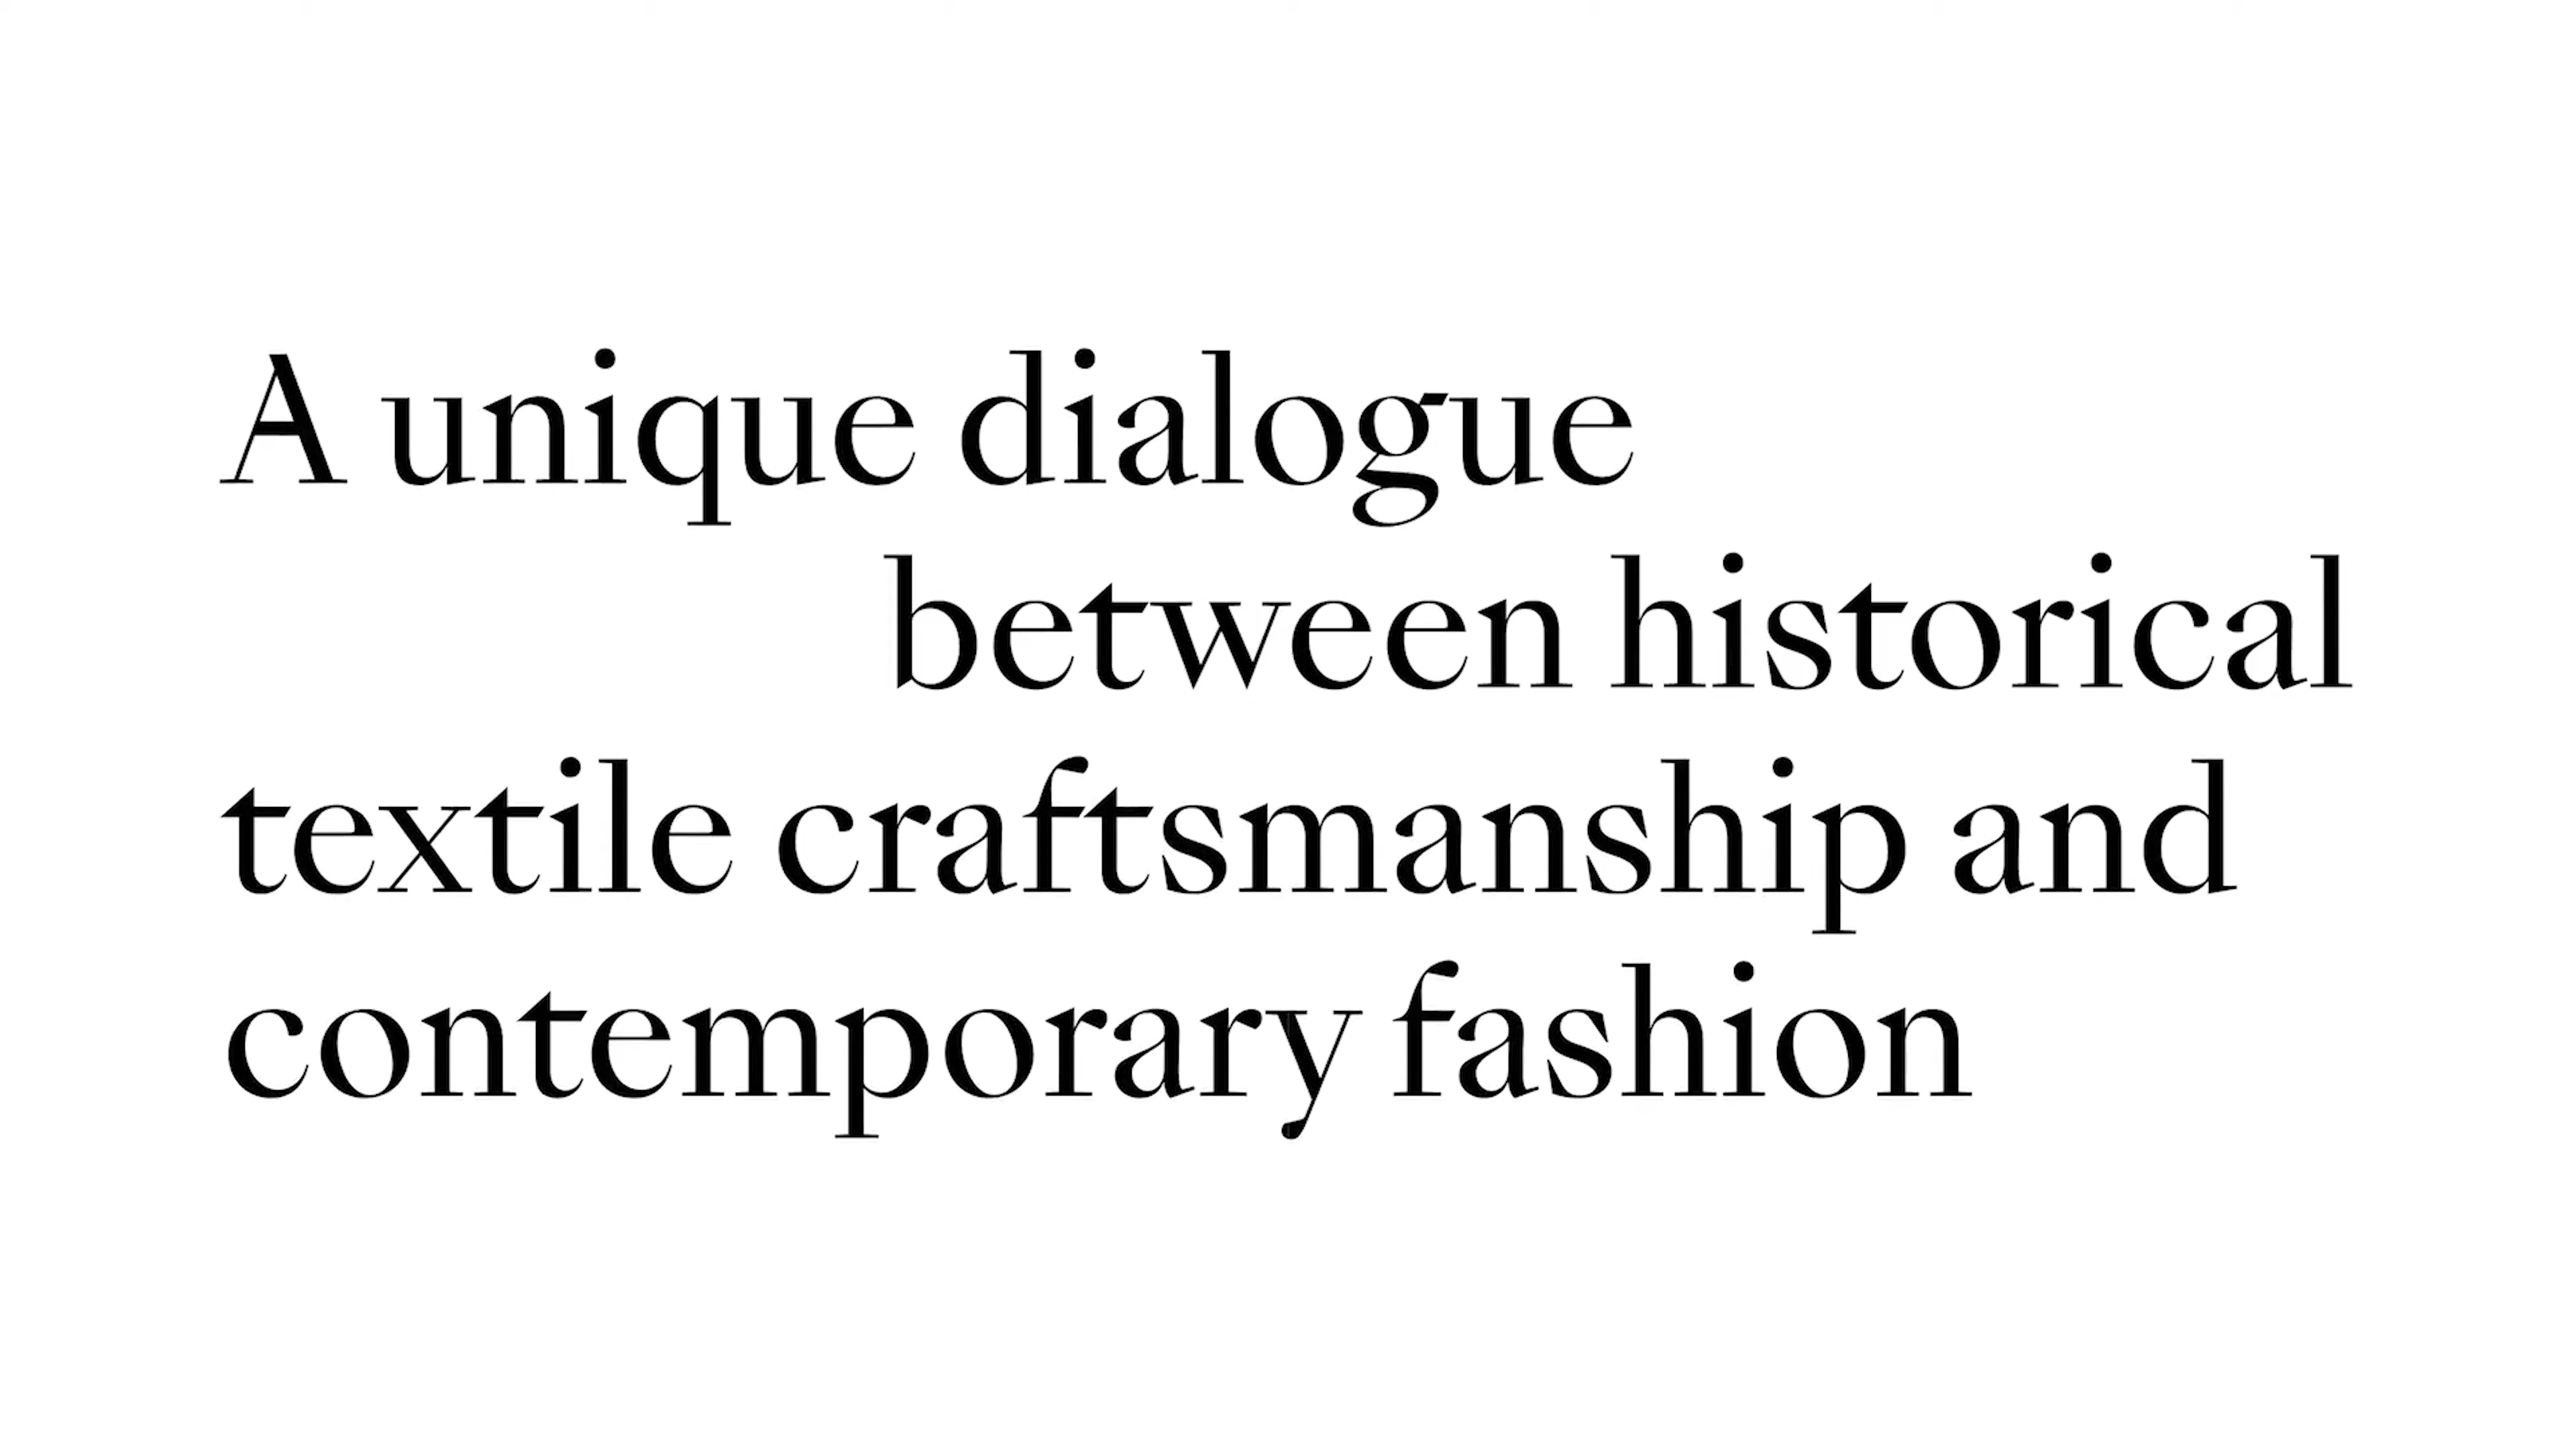 A unique dialogue
between historical
textile craftsmanship and
contemporary fashion